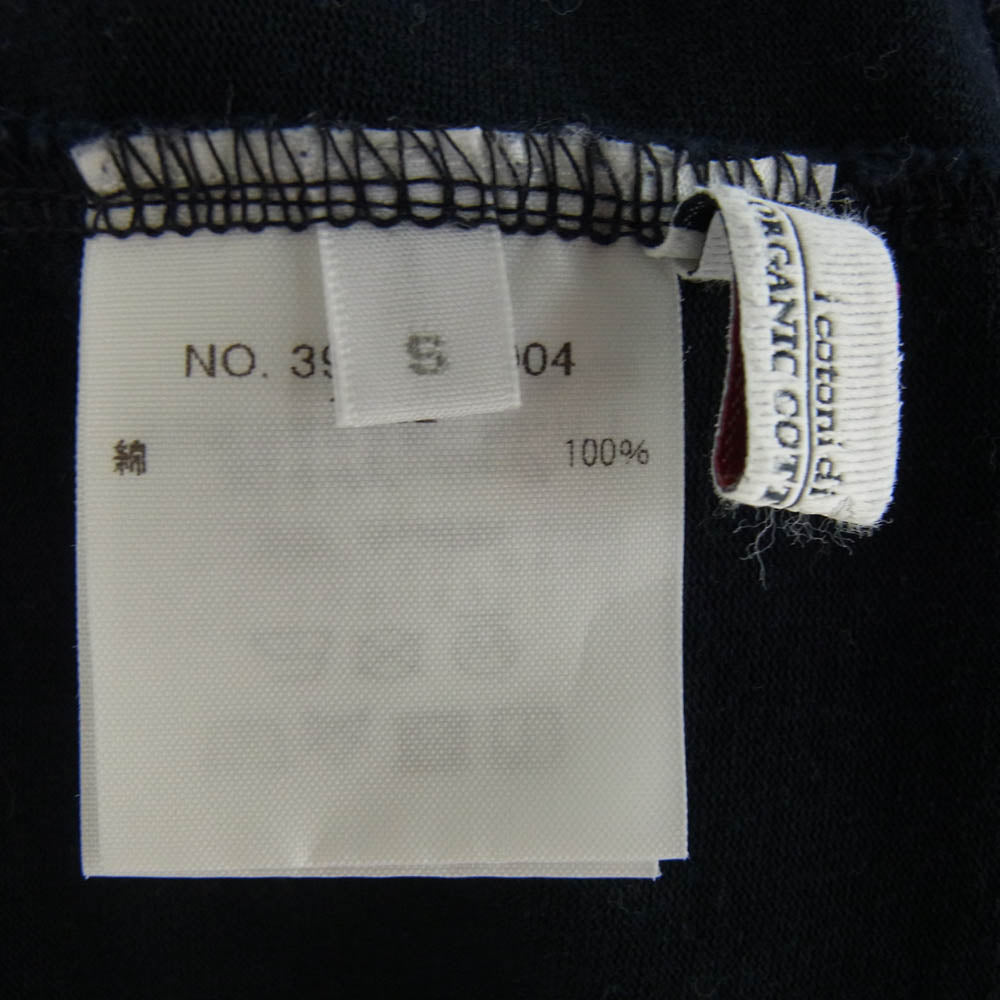 NO. 39 004
S
綿 100%
ORGANIC COTT
I cotoni di